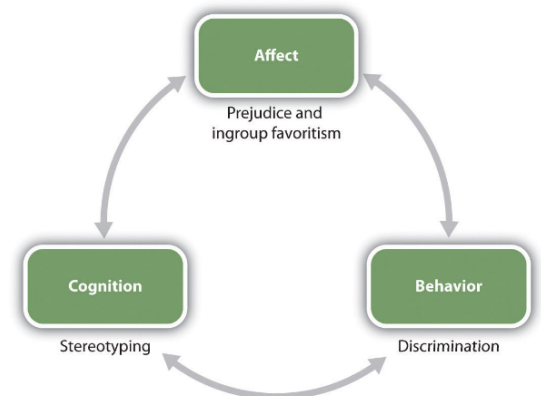 Affect
Prejudice and
ingroup favoritism
Cognition
Stereotyping
Behavior
Discrimination